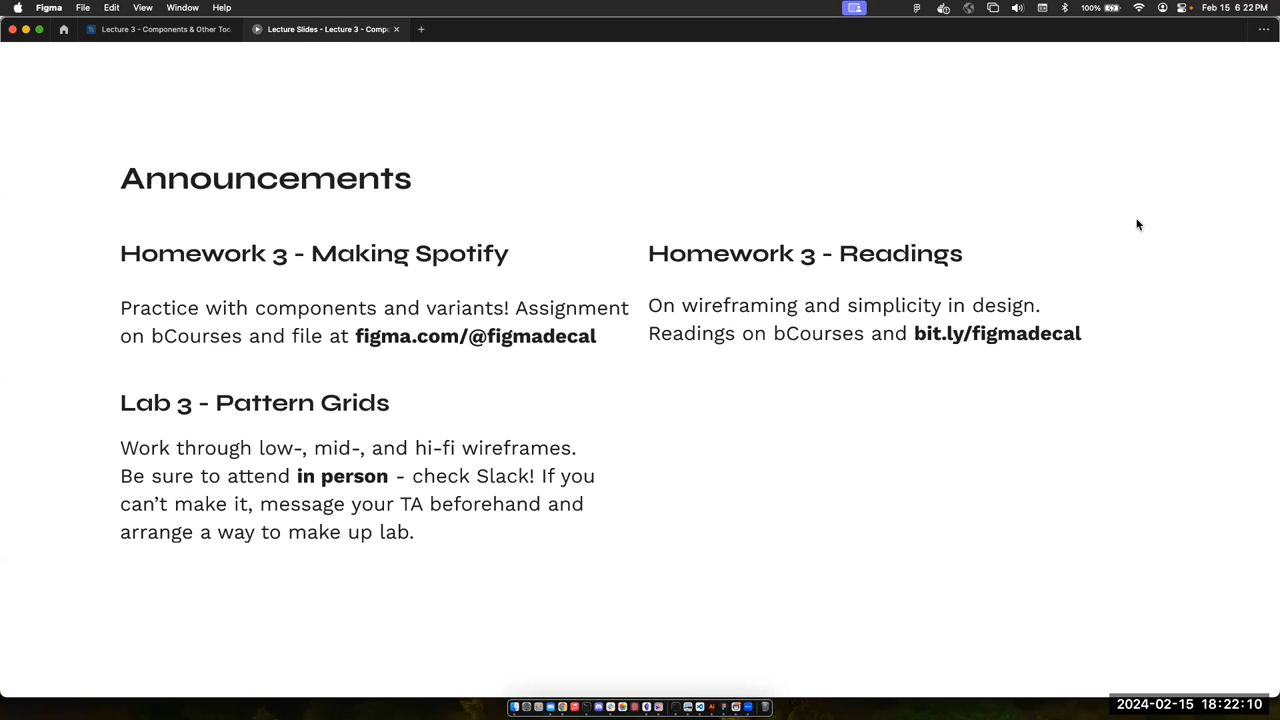 Figma File Edit View Window Help
100% Feb 15 6:22 PM
Lecture 3 - Components & Other Too
Lecture Slides - Lecture 3 - Comp
Announcements
Homework 3 - Making Spotify
Practice with components and variants! Assignment
on bCourses and file at figma.com/@figmadecal
Homework 3 - Readings
On wireframing and simplicity in design.
Readings on bCourses and bit.ly/figmadecal
Lab 3 - Pattern Grids
Work through low-, mid-, and hi-fi wireframes.
Be sure to attend in person - check Slack! If you
can’t make it, message your TA beforehand and
arrange a way to make up lab.
2024-02-15 18:22:10